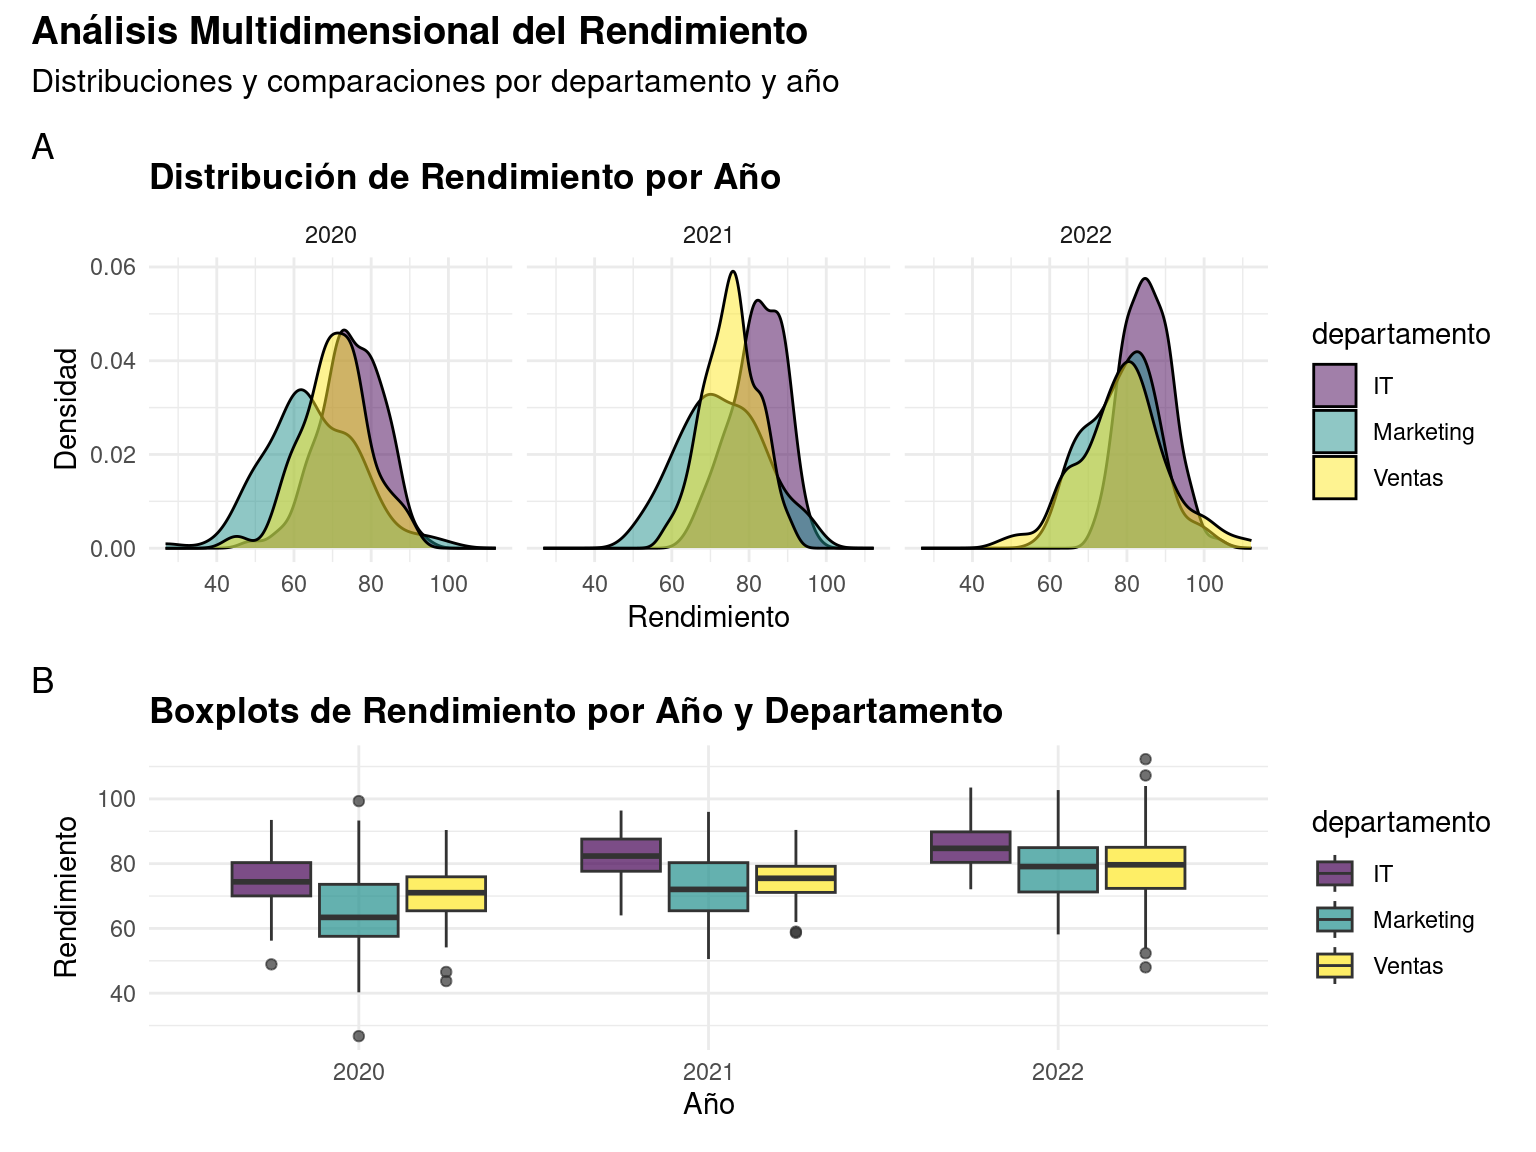 Análisis Multidimensional del Rendimiento
Distribuciones y comparaciones por departamento y año
A
Distribución de Rendimiento por Año
2020 2021 2022
0.06
0.04
0.02
0.00
Densidad
40 60 80 100 40 60 80 100 40 60 80 100
Rendimiento
departamento
IT
Marketing
Ventas
B
Boxplots de Rendimiento por Año y Departamento
100
80
60
40
Rendimiento
2020 2021 2022
Año
departamento
IT
Marketing
Ventas